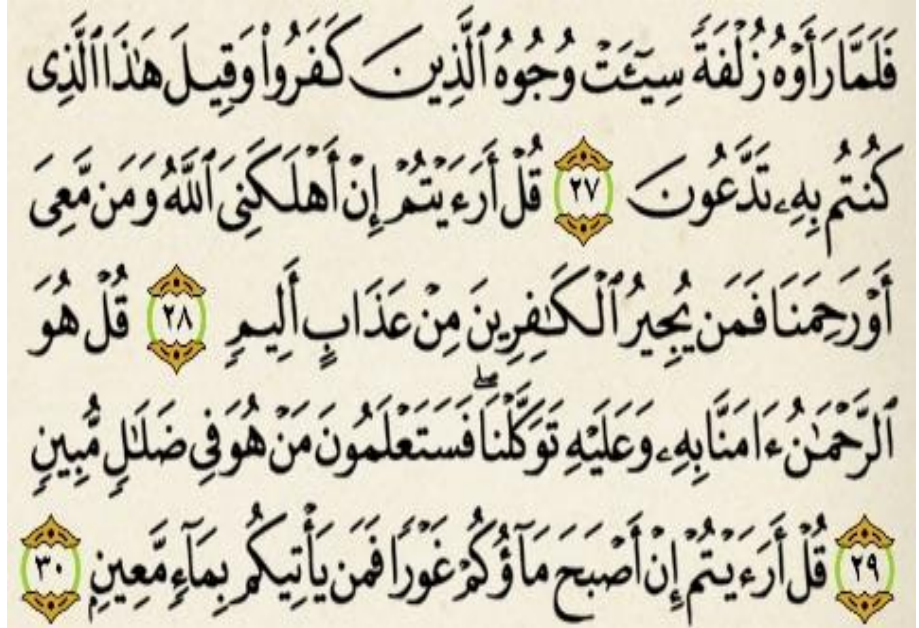 فَلَمَّا رَأَوۡهُ زُلۡفَةٗ سِيٓـَٔتۡ وُجُوهُ ٱلَّذِينَ كَفَرُواْ وَقِيلَ هَٰذَا ٱلَّذِي
كُنتُم بِهِۦ تَدَّعُونَ ٢٧ قُلۡ أَرَءَيۡتُمۡ إِنۡ أَهۡلَكَنِيَ ٱللَّهُ وَمَن مَّعِيَ
أَوۡ رَحِمَنَا فَمَن يُجِيرُ ٱلۡكَٰفِرِينَ مِنۡ عَذَابٍ أَلِيمٖ ٢٨ قُلۡ هُوَ
ٱلرَّحۡمَٰنُ ءَامَنَّا بِهِۦ وَعَلَيۡهِ تَوَكَّلۡنَاۖ فَسَتَعۡلَمُونَ مَنۡ هُوَ فِي ضَلَٰلٖ مُّبِينٖ
٢٩ قُلۡ أَرَءَيۡتُمۡ إِنۡ أَصۡبَحَ مَآؤُكُمۡ غَوۡرٗا فَمَن يَأۡتِيكُم بِمَآءٖ مَّعِينِۭ ٣٠